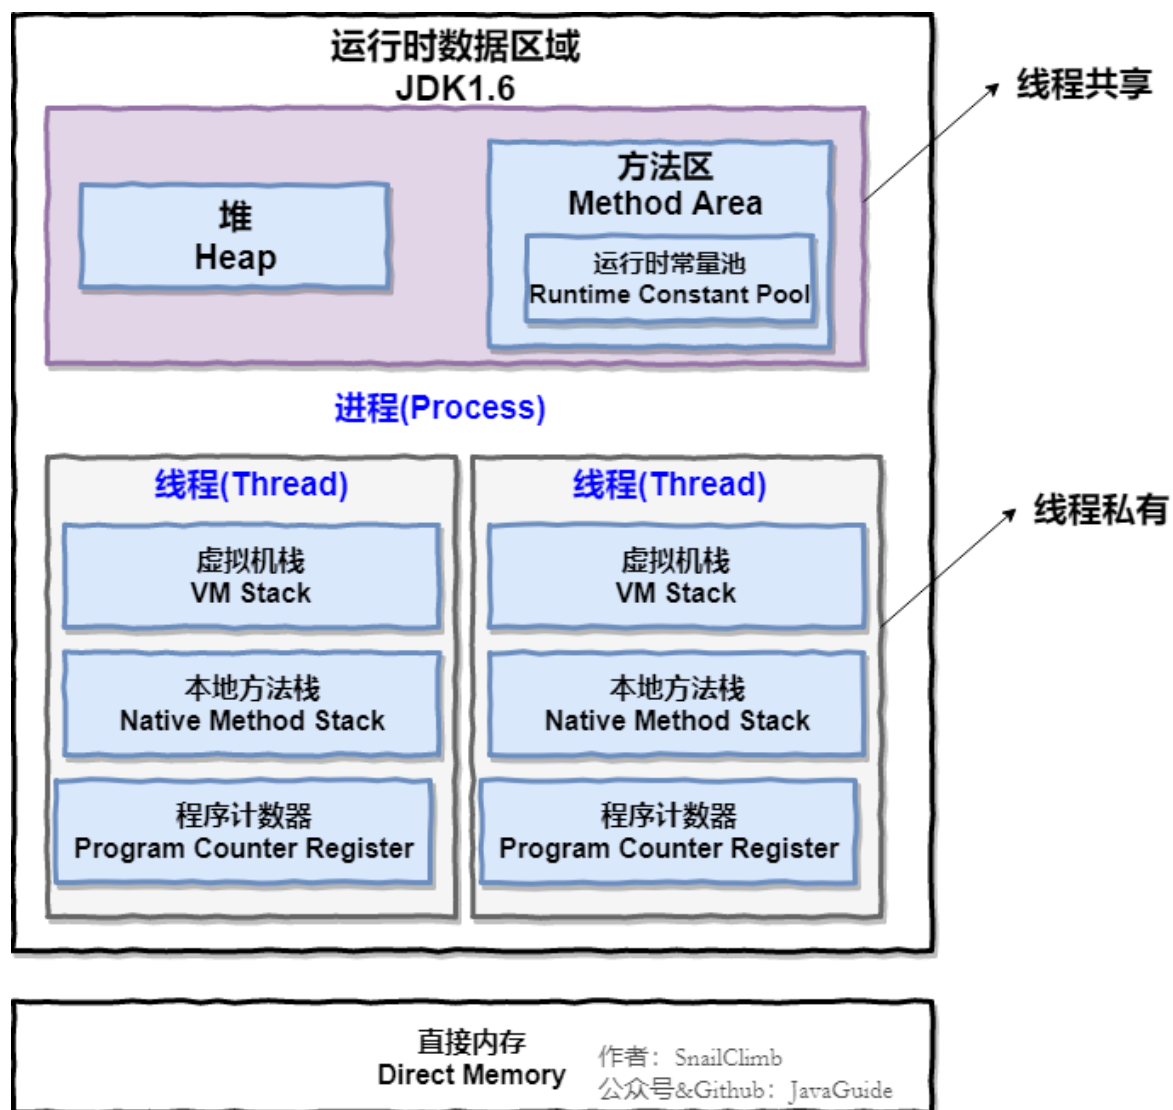 运行时数据区域
JDK1.6
线程共享
堆
Heap
方法区
Method Area
运行时常量池
Runtime Constant Pool
进程(Process)
线程(Thread)
虚拟机栈
VM Stack
本地方法栈
Native Method Stack
程序计数器
Program Counter Register
线程(Thread)
虚拟机栈
VM Stack
本地方法栈
Native Method Stack
程序计数器
Program Counter Register
线程私有
直接内存
Direct Memory
作者：SnailClimb
公众号&Github：JavaGuide